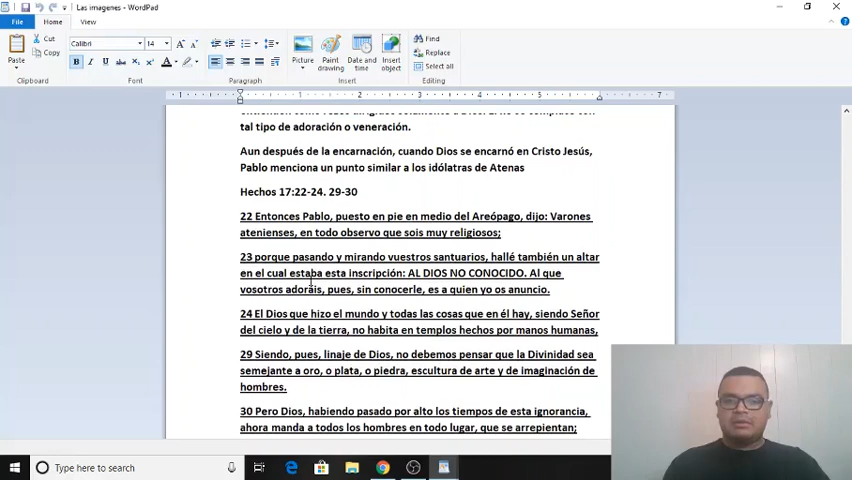 Las imagenes - WordPad
File
Home
View
Paste
Cut
Copy
Clipboard
Calibri
14
Font
Paragraph
Picture
Paint drawing
Date and time
Insert object
Insert
Find
Replace
Select all
Editing
1 1 2 3 4 5 7
tal tipo de adoración o veneración.
Aun después de la encarnación, cuando Dios se encarnó en Cristo Jesús,
Pablo menciona un punto similar a los idólatras de Atenas
Hechos 17:22-24. 29-30
22 Entonces Pablo, puesto en pie en medio del Areópago, dijo: Varones
atenienses, en todo observo que sois muy religiosos;
23 porque pasando y mirando vuestros santuarios, hallé también un altar
en el cual estaba esta inscripción: AL DIOS NO CONOCIDO. Al que
vosotros adoráis, pues, sin conocerle, es a quien yo os anuncio.
24 El Dios que hizo el mundo y todas las cosas que en él hay, siendo Señor
del cielo y de la tierra, no habita en templos hechos por manos humanas,
29 Siendo, pues, linaje de Dios, no debemos pensar que la Divinidad sea
semejante a oro, o plata, o piedra, escultura de arte y de imaginación de
hombres.
30 Pero Dios, habiendo pasado por alto los tiempos de esta ignorancia,
ahora manda a todos los hombres en todo lugar, que se arrepientan;
Type here to search